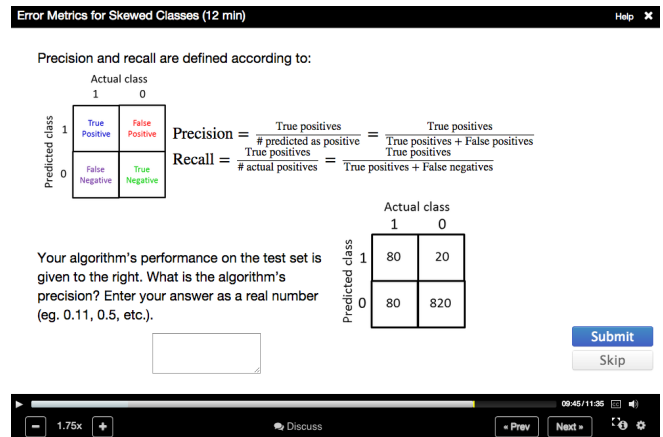 Error Metrics for Skewed Classes (12 min)
Help ✖
Precision and recall are defined according to:
Actual class
1 0
Predicted class
1
True Positive
False Positive
0
False Negative
True Negative
Precision = True positives / # predicted as positive = True positives / True positives + False positives
Recall = True positives / # actual positives = True positives / True positives + False negatives
Actual class
1 0
Predicted class
1 80 20
0 80 820
Your algorithm's performance on the test set is
given to the right. What is the algorithm's
precision? Enter your answer as a real number
(eg. 0.11, 0.5, etc.).
Submit
Skip
09:45/11:35 cc
- 1.75x +
Discuss
« Prev
Next »